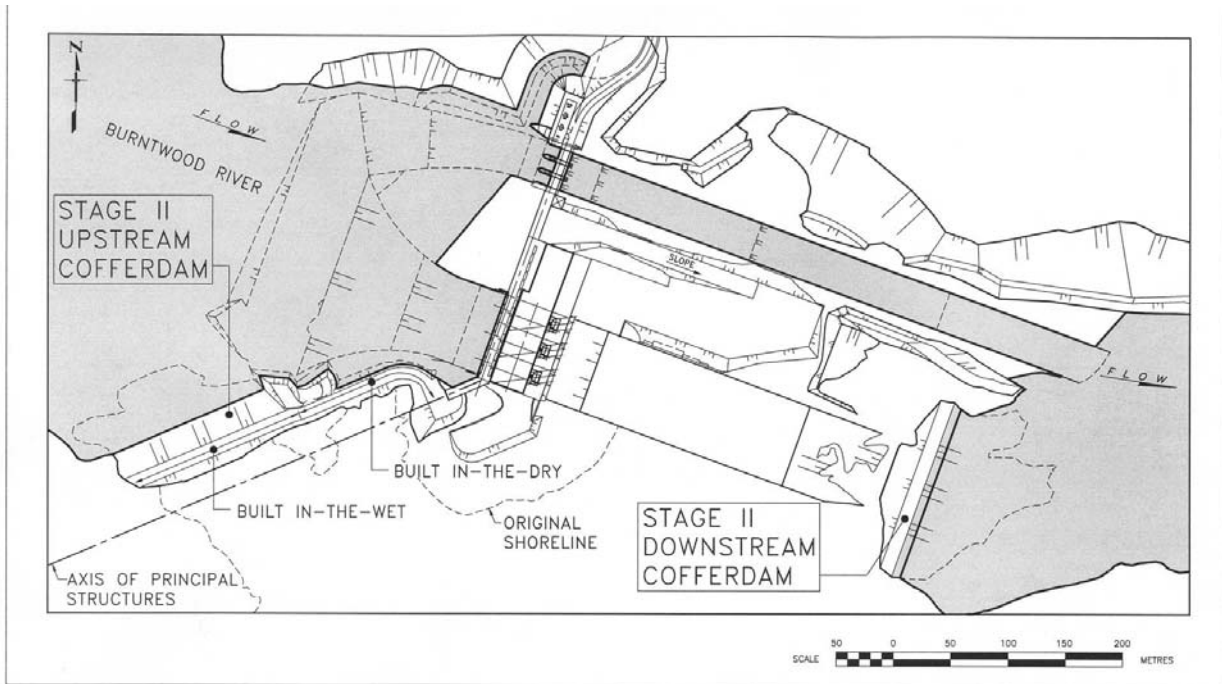 N
FLOW
BURNTWOOD RIVER
STAGE II
UPSTREAM
COFFERDAM
SLOPE
FLOW
BUILT IN-THE-DRY
BUILT IN-THE-WET
ORIGINAL
SHORELINE
STAGE II
DOWNSTREAM
COFFERDAM
AXIS OF PRINCIPAL
STRUCTURES
SCALE 50 0 50 100 150 200 METRES